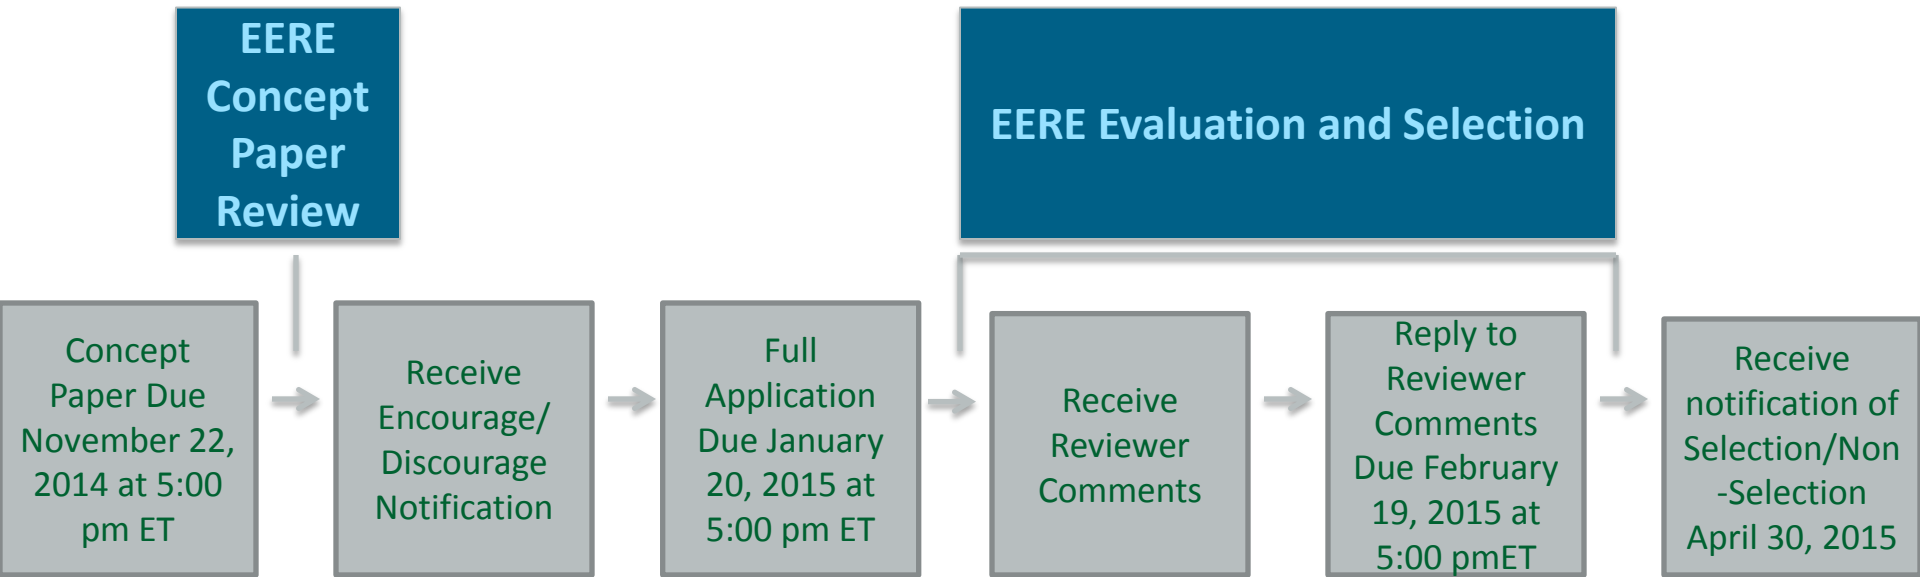 EERE
Concept
Paper
Review
EERE Evaluation and Selection
Concept
Paper Due
November 22,
2014 at 5:00
pm ET
Receive
Encourage/
Discourage
Notification
Full
Application
Due January
20, 2015 at
5:00 pm ET
Receive
Reviewer
Comments
Reply to
Reviewer
Comments
Due February
19, 2015 at
5:00 pmET
Receive
notification of
Selection/Non
-Selection
April 30, 2015